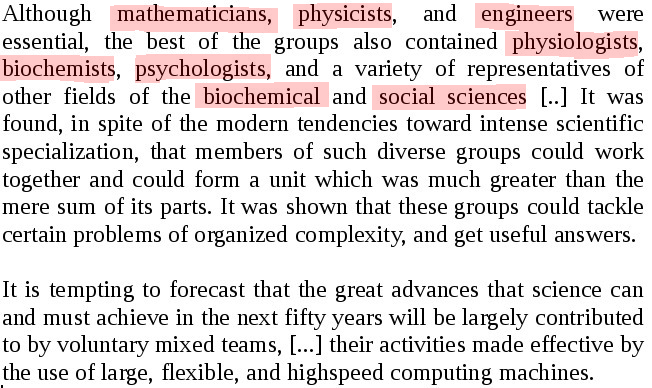 Although mathematicians, physicists, and engineers were
essential, the best of the groups also contained physiologists,
biochemists, psychologists, and a variety of representatives of
other fields of the biochemical and social sciences [..] It was
found, in spite of the modern tendencies toward intense scientific
specialization, that members of such diverse groups could work
together and could form a unit which was much greater than the
mere sum of its parts. It was shown that these groups could tackle
certain problems of organized complexity, and get useful answers.
It is tempting to forecast that the great advances that science can
and must achieve in the next fifty years will be largely contributed
to by voluntary mixed teams, [...] their activities made effective by
the use of large, flexible, and highspeed computing machines.